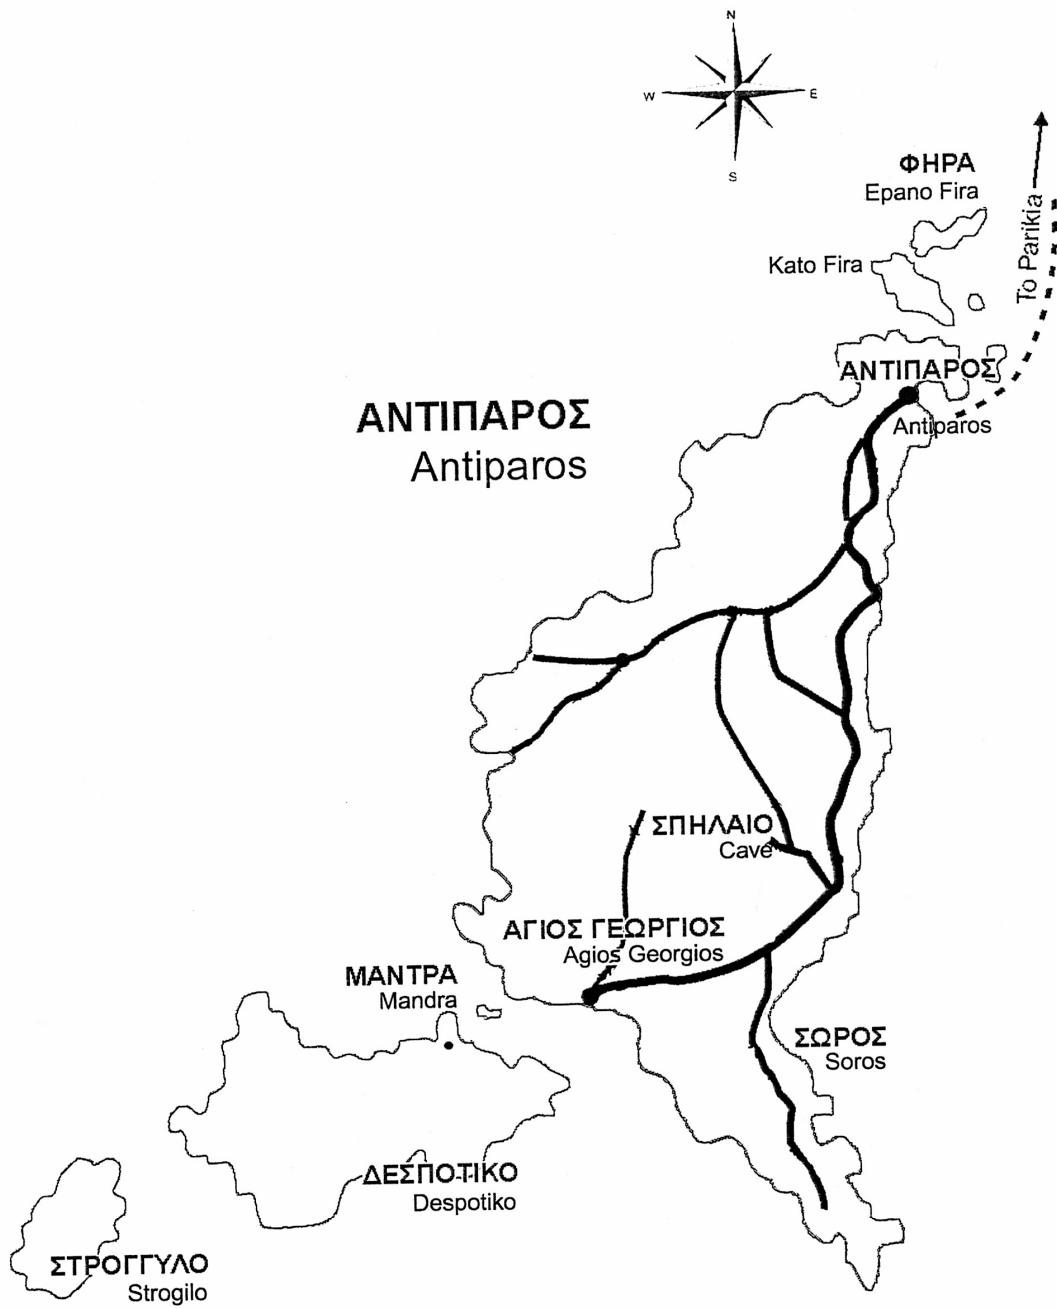 N
W E
S
ΦΗΡΑ
Epano Fira
To Parikia
Kato Fira
ΑΝΤΙΠΑΡΟΣ
Antiparos
ΑΝΤΙΠΑΡΟΣ
Antiparos
ΣΠΗΛΑΙΟ
Cave
ΑΓΙΟΣ ΓΕΩΡΓΙΟΣ
Agios Georgios
ΜΑΝΤΡΑ
Mandra
ΣΩΡΟΣ
Soros
ΔΕΣΠΟΤΙΚΟ
Despotiko
ΣΤΡΟΓΓΥΛΟ
Strogilo